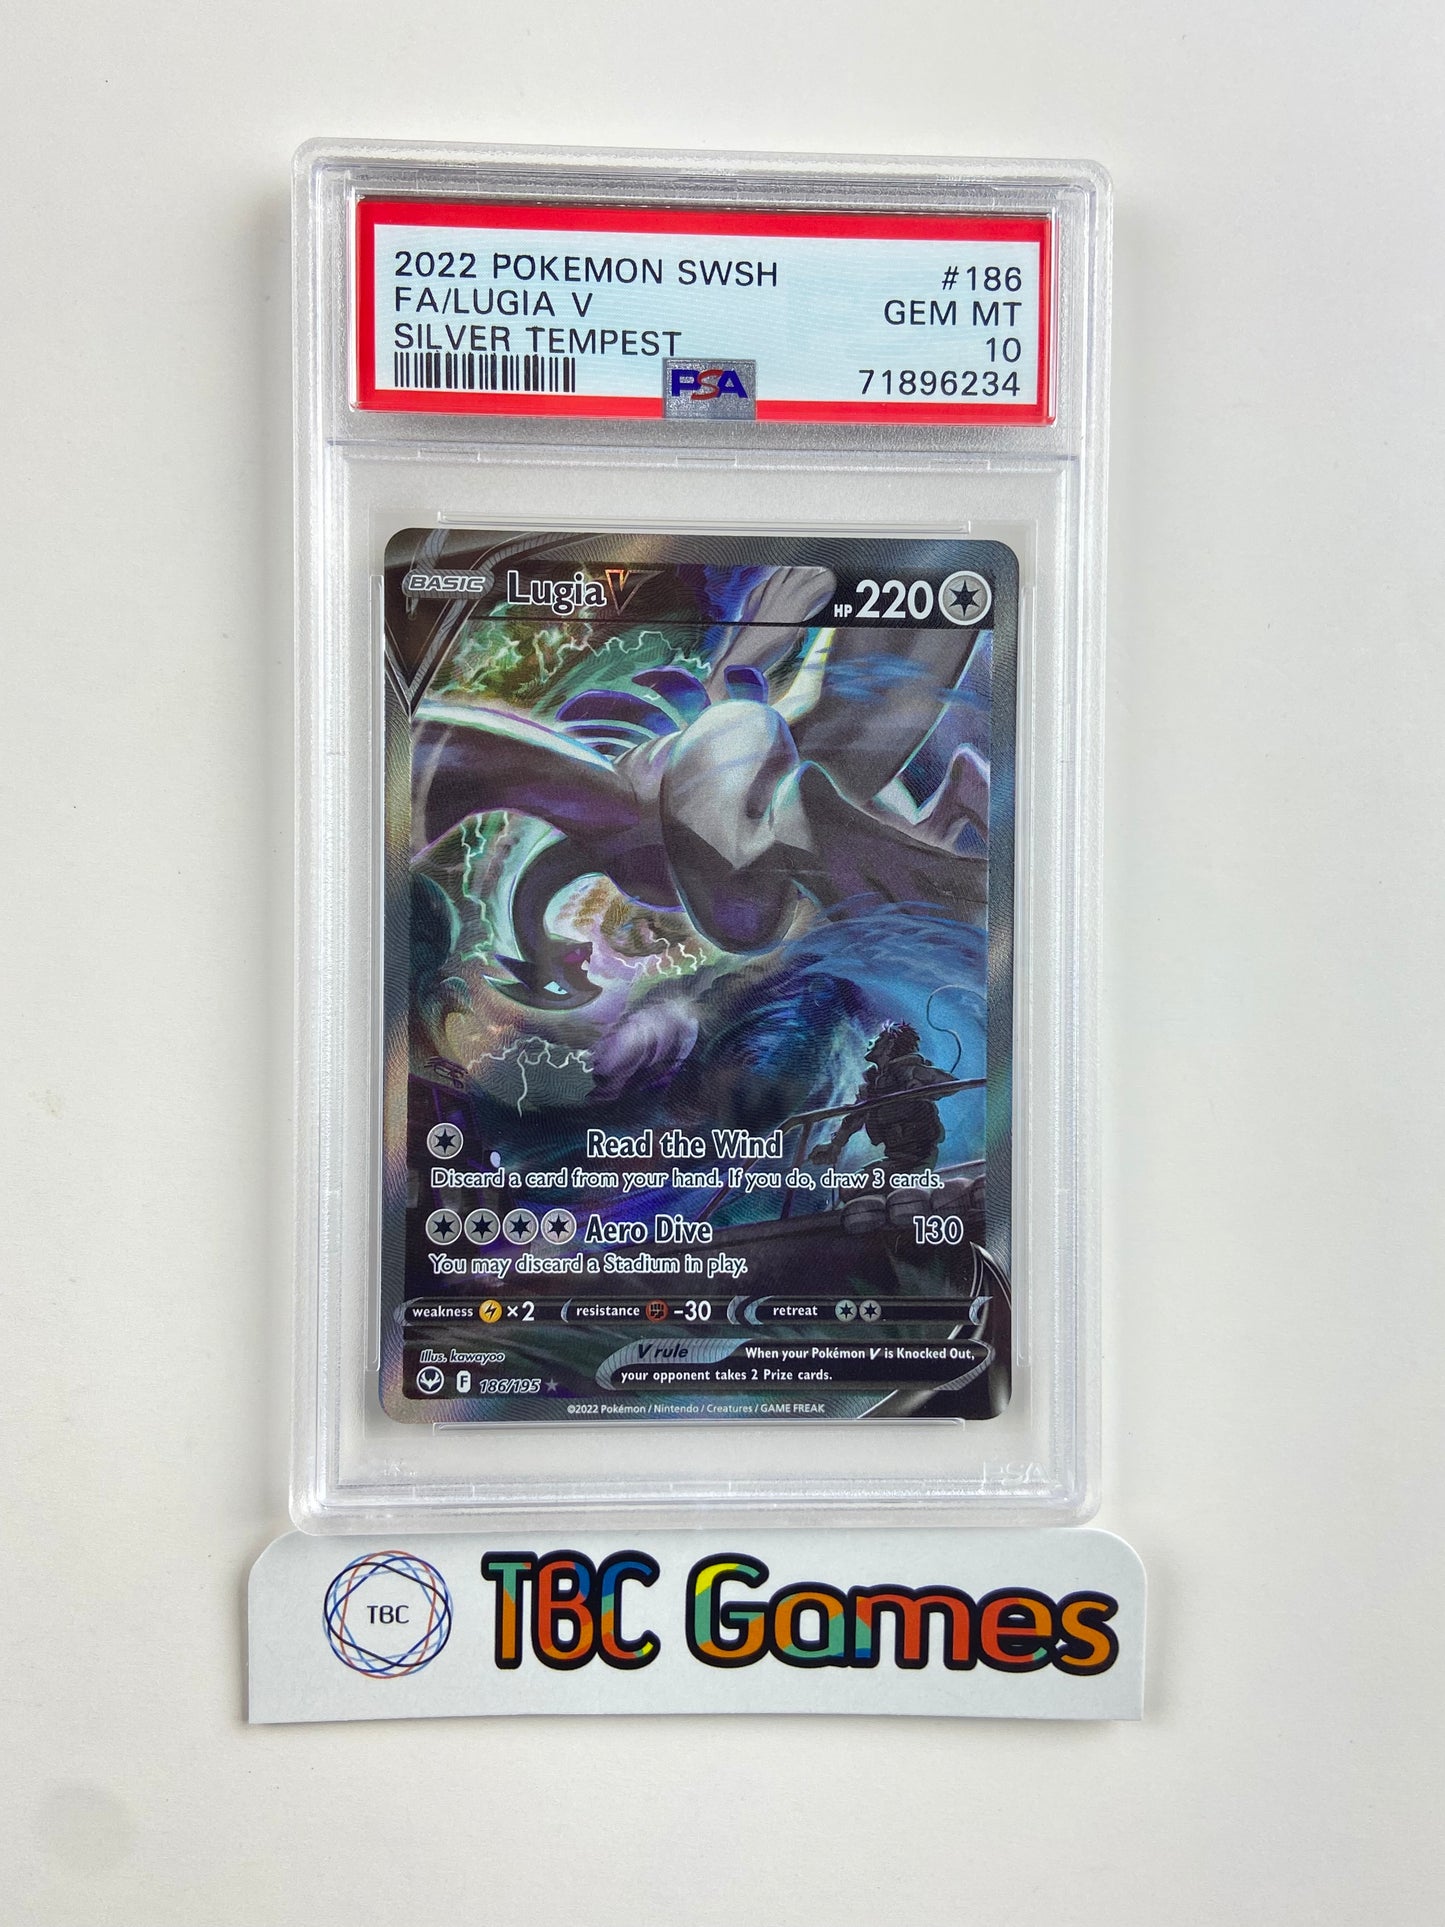 2022 POKEMON SWSH #186
FA/LUGIA V GEM MT
SILVER TEMPEST 10
PSA 71896234
BASIC Lugia V HP 220
Read the Wind
Discard a card from your hand. If you do, draw 3 cards.
Aero Dive 130
You may discard a Stadium in play.
weakness ×2 resistance -30 retreat
Illus. kawayoo
V rule When your Pokémon V is Knocked Out,
your opponent takes 2 Prize cards.
F 186/195 ★
©2022 Pokémon / Nintendo / Creatures / GAME FREAK
PSA
TBC TBC Games